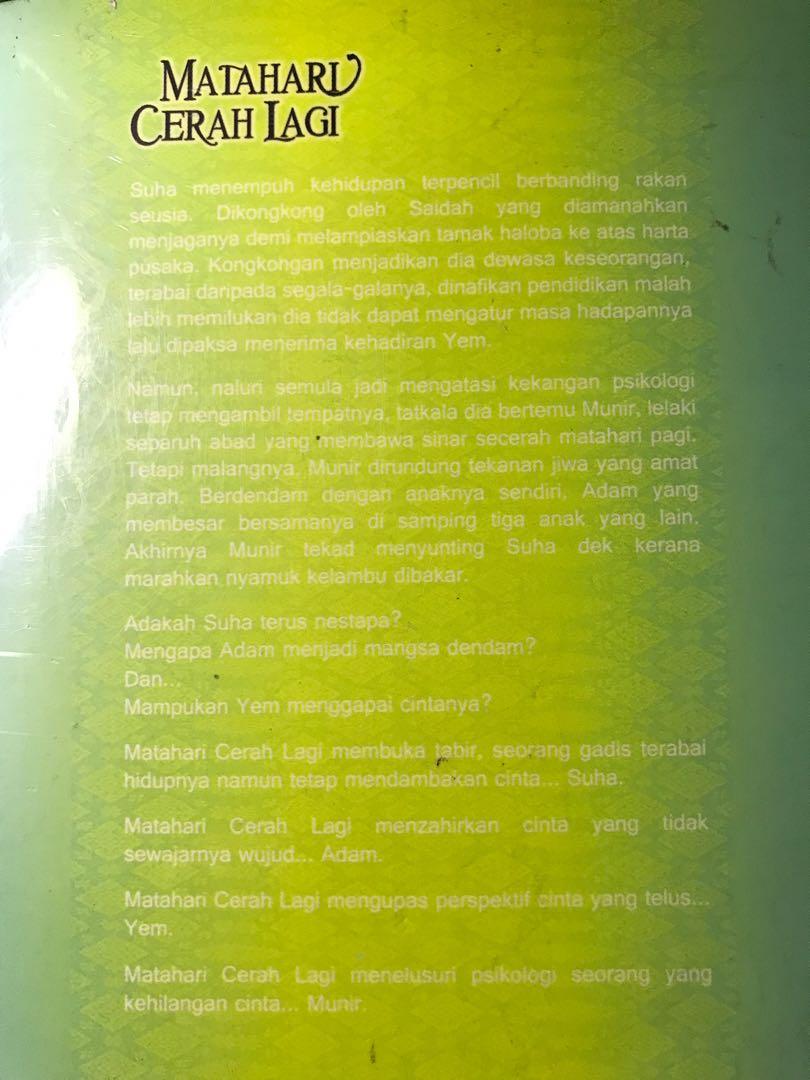 MATAHARI
CERAH LAGI
Suha menempuh kehidupan terpencil berbanding rakan
seusia. Dikongkong oleh Saidah yang diamanahkan
menjaganya demi melampiaskan tamak haloba ke atas harta
pusaka. Kongkongan menjadikan dia dewasa keseorangan,
terabai daripada segala-galanya, dinafikan pendidikan malah
lebih memilukan dia tidak dapat mengatur masa hadapannya
lalu dipaksa menerima kehadiran Yem.
Namun, naluri semula jadi mengatasi kekangan psikologi
tetap mengambil tempatnya, tatkala dia bertemu Munir, lelaki
separuh abad yang membawa sinar secerah matahari pagi.
Tetapi malangnya, Munir dirundung tekanan jiwa yang amat
parah. Berdendam dengan anaknya sendiri, Adam yang
membesar bersamanya di samping tiga anak yang lain.
Akhirnya Munir tekad menyunting Suha dek kerana
marahkan nyamuk kelambu dibakar.
Adakah Suha terus nestapa?
Mengapa Adam menjadi mangsa dendam?
Dan...
Mampukan Yem menggapai cintanya?
Matahari Cerah Lagi membuka tabir, seorang gadis terabai
hidupnya namun tetap mendambakan cinta... Suha.
Matahari Cerah Lagi menzahirkan cinta yang tidak
sewajarnya wujud... Adam.
Matahari Cerah Lagi mengupas perspektif cinta yang telus...
Yem.
Matahari Cerah Lagi menelusuri psikologi seorang yang
kehilangan cinta... Munir.